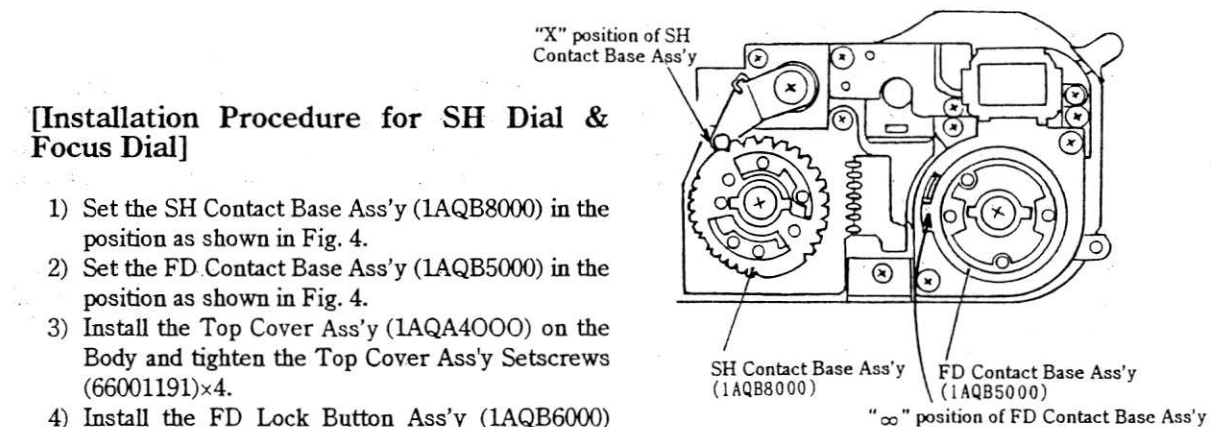 "X" position of SH
Contact Base Ass'y
[Installation Procedure for SH Dial &
Focus Dial]
1) Set the SH Contact Base Ass'y (1AQB8000) in the
position as shown in Fig. 4.
2) Set the FD Contact Base Ass'y (1AQB5000) in the
position as shown in Fig. 4.
3) Install the Top Cover Ass'y (1AQA4OOO) on the
Body and tighten the Top Cover Ass'y Setscrews
(66001191)×4.
4) Install the FD Lock Button Ass'y (1AQB6000)
SH Contact Base Ass'y
(1AQB8000)
FD Contact Base Ass'y
(1AQB5000)
"∞" position of FD Contact Base Ass'y